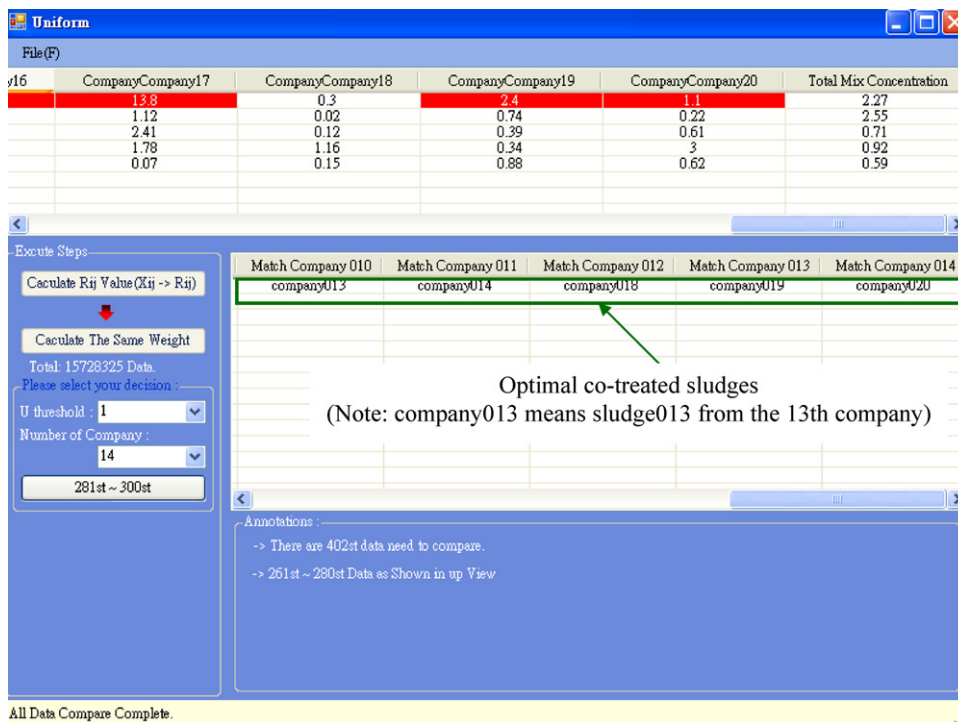 Uniform
File(F)
y16 CompanyCompany17 CompanyCompany18 CompanyCompany19 CompanyCompany20 Total Mix Concentration
13.8 0.3 2.4 1.1 2.27
1.12 0.02 0.74 0.22 2.55
2.41 0.12 0.39 0.61 0.71
1.78 1.16 0.34 3 0.92
0.07 0.15 0.88 0.62 0.59
Excute Steps
Caculate Rij Value(Xij -> Rij)
Caculate The Same Weight
Total: 15728325 Data.
Please select your decision :
U threshold : 1
Number of Company :
14
281st ~ 300st
Match Company 010 Match Company 011 Match Company 012 Match Company 013 Match Company 014
company013 company014 company018 company019 company020
Optimal co-treated sludges
(Note: company013 means sludge013 from the 13th company)
Annotations :
-> There are 402st data need to compare.
-> 261st ~ 280st Data as Shown in up View
All Data Compare Complete.